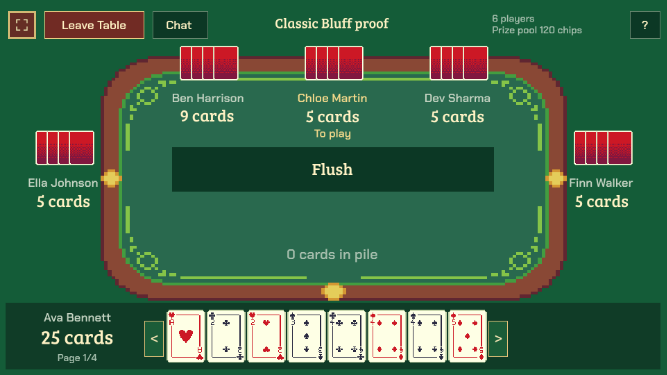 Leave Table
Chat
Classic Bluff proof
6 players
Prize pool 120 chips
?
Ben Harrison
9 cards
Chloe Martin
5 cards
To play
Dev Sharma
5 cards
Ella Johnson
5 cards
Finn Walker
5 cards
Flush
0 cards in pile
Ava Bennett
25 cards
Page 1/4
<
>